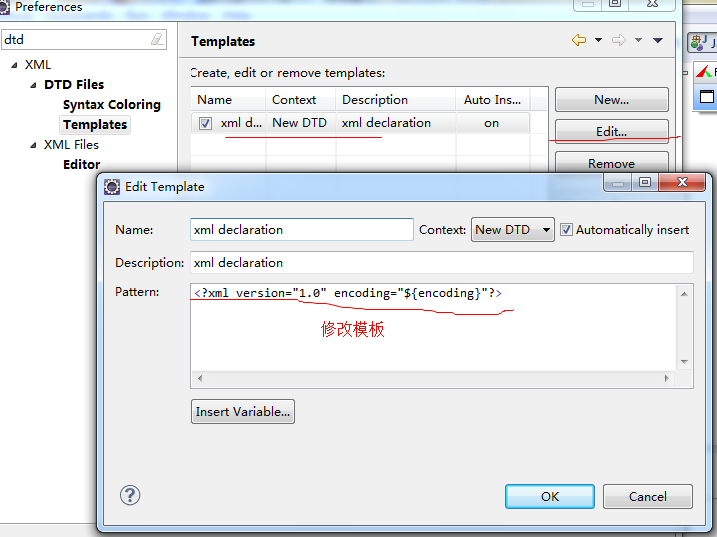 Preferences
dtd
Templates
XML
DTD Files
Syntax Coloring
Templates
XML Files
Editor
Create, edit or remove templates:
Name Context Description Auto Ins...
xml d... New DTD xml declaration on
New...
Edit...
Remove
Edit Template
Name: xml declaration Context: New DTD Automatically insert
Description: xml declaration
Pattern: <?xml version="1.0" encoding="${encoding}"?>
修改模板
Insert Variable...
OK Cancel